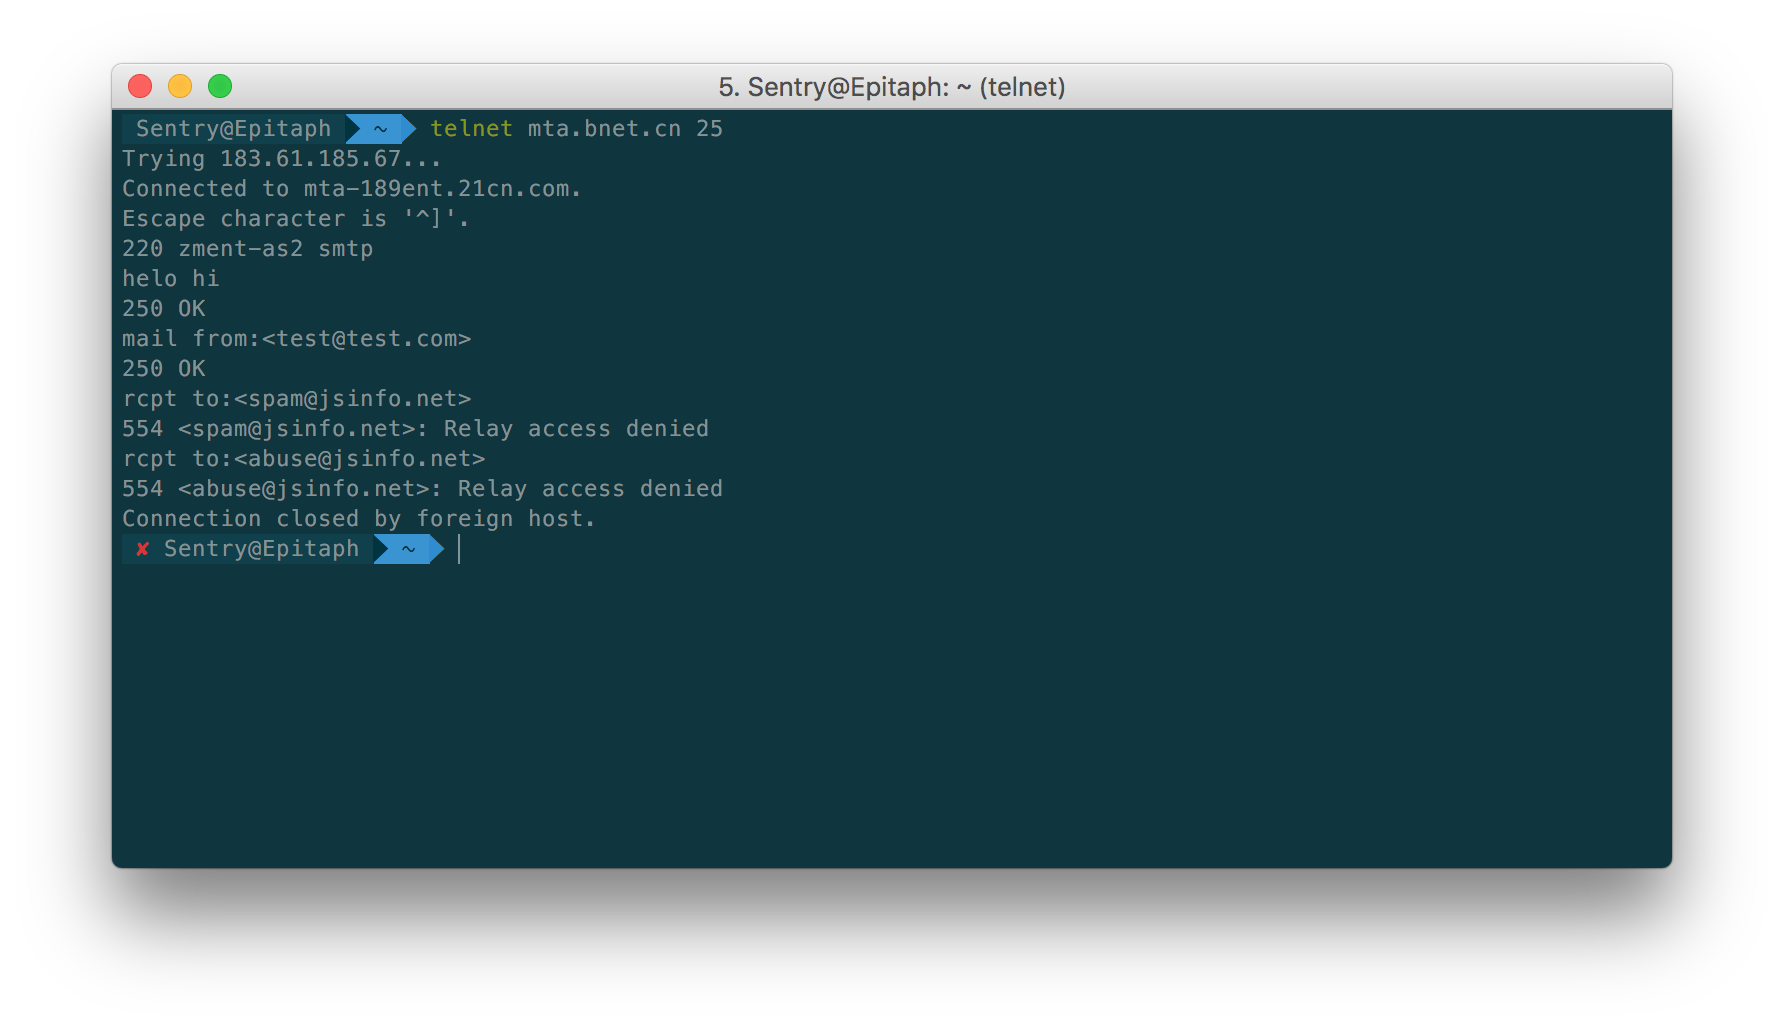 5. Sentry@Epitaph: ~ (telnet)
Sentry@Epitaph ~ telnet mta.bnet.cn 25
Trying 183.61.185.67...
Connected to mta-189ent.21cn.com.
Escape character is '^]'.
220 zment-as2 smtp
helo hi
250 OK
mail from:<test@test.com>
250 OK
rcpt to:<spam@jsinfo.net>
554 <spam@jsinfo.net>: Relay access denied
rcpt to:<abuse@jsinfo.net>
554 <abuse@jsinfo.net>: Relay access denied
Connection closed by foreign host.
✘ Sentry@Epitaph ~